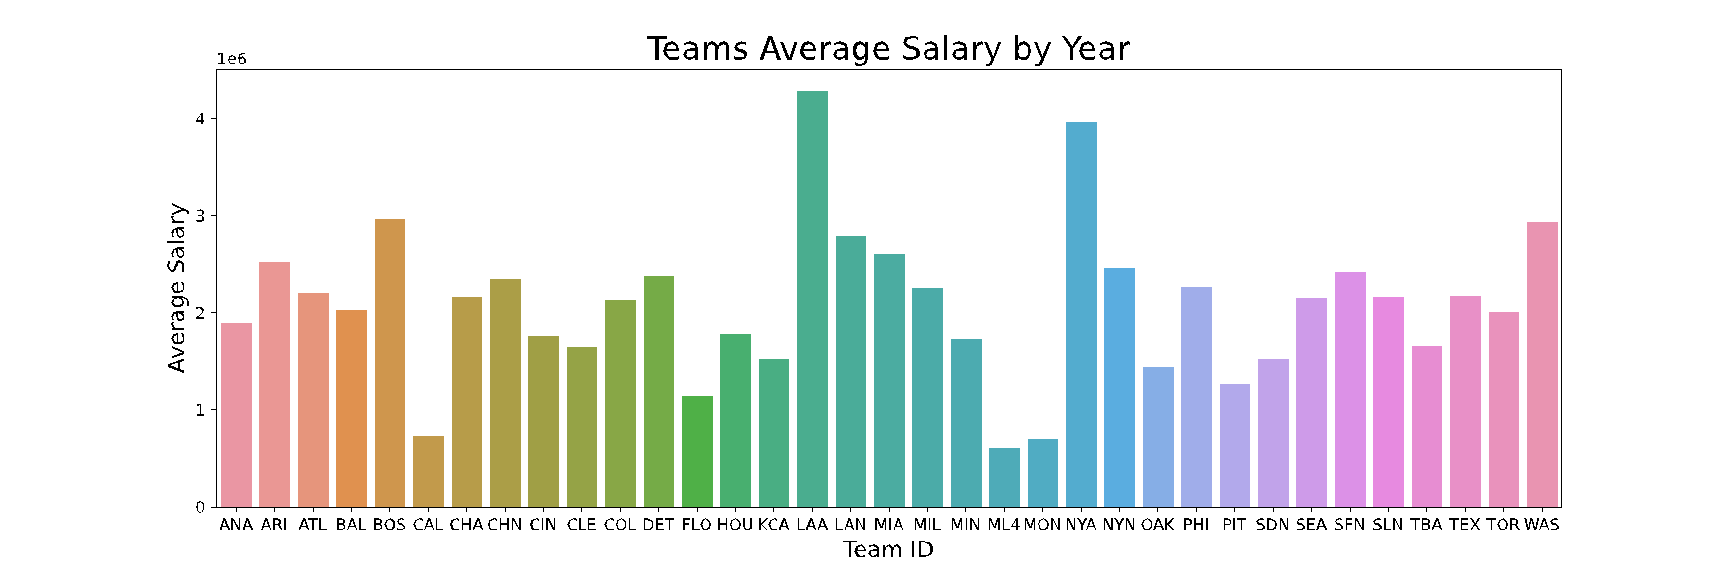 Teams Average Salary by Year
1e6
4
3
2
1
0
Average Salary
ANA ARI ATL BAL BOS CAL CHA CHN CIN CLE COL DET FLO HOU KCA LAA LAN MIA MIL MIN ML4 MON NYA NYN OAK PHI PIT SDN SEA SFN SLN TBA TEX TOR WAS
Team ID